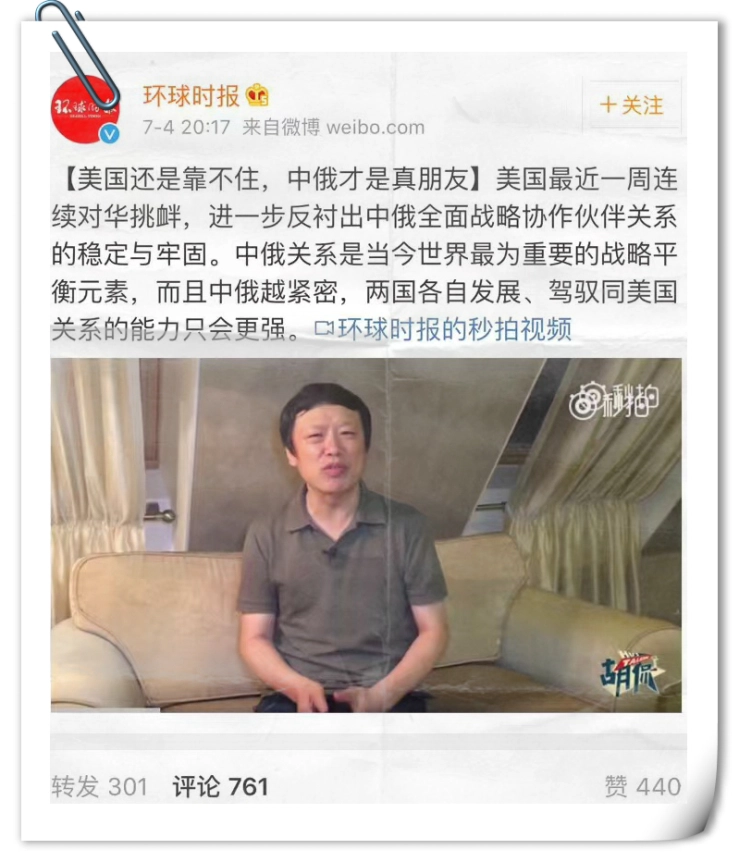 环球时报
7-4 20:17 来自微博 weibo.com
+关注
【美国还是靠不住，中俄才是真朋友】美国最近一周连
续对华挑衅，进一步反衬出中俄全面战略协作伙伴关系
的稳定与牢固。中俄关系是当今世界最为重要的战略平
衡元素，而且中俄越紧密，两国各自发展、驾驭同美国
关系的能力只会更强。环球时报的秒拍视频
秒拍
胡侃
转发 301 评论 761
赞 440